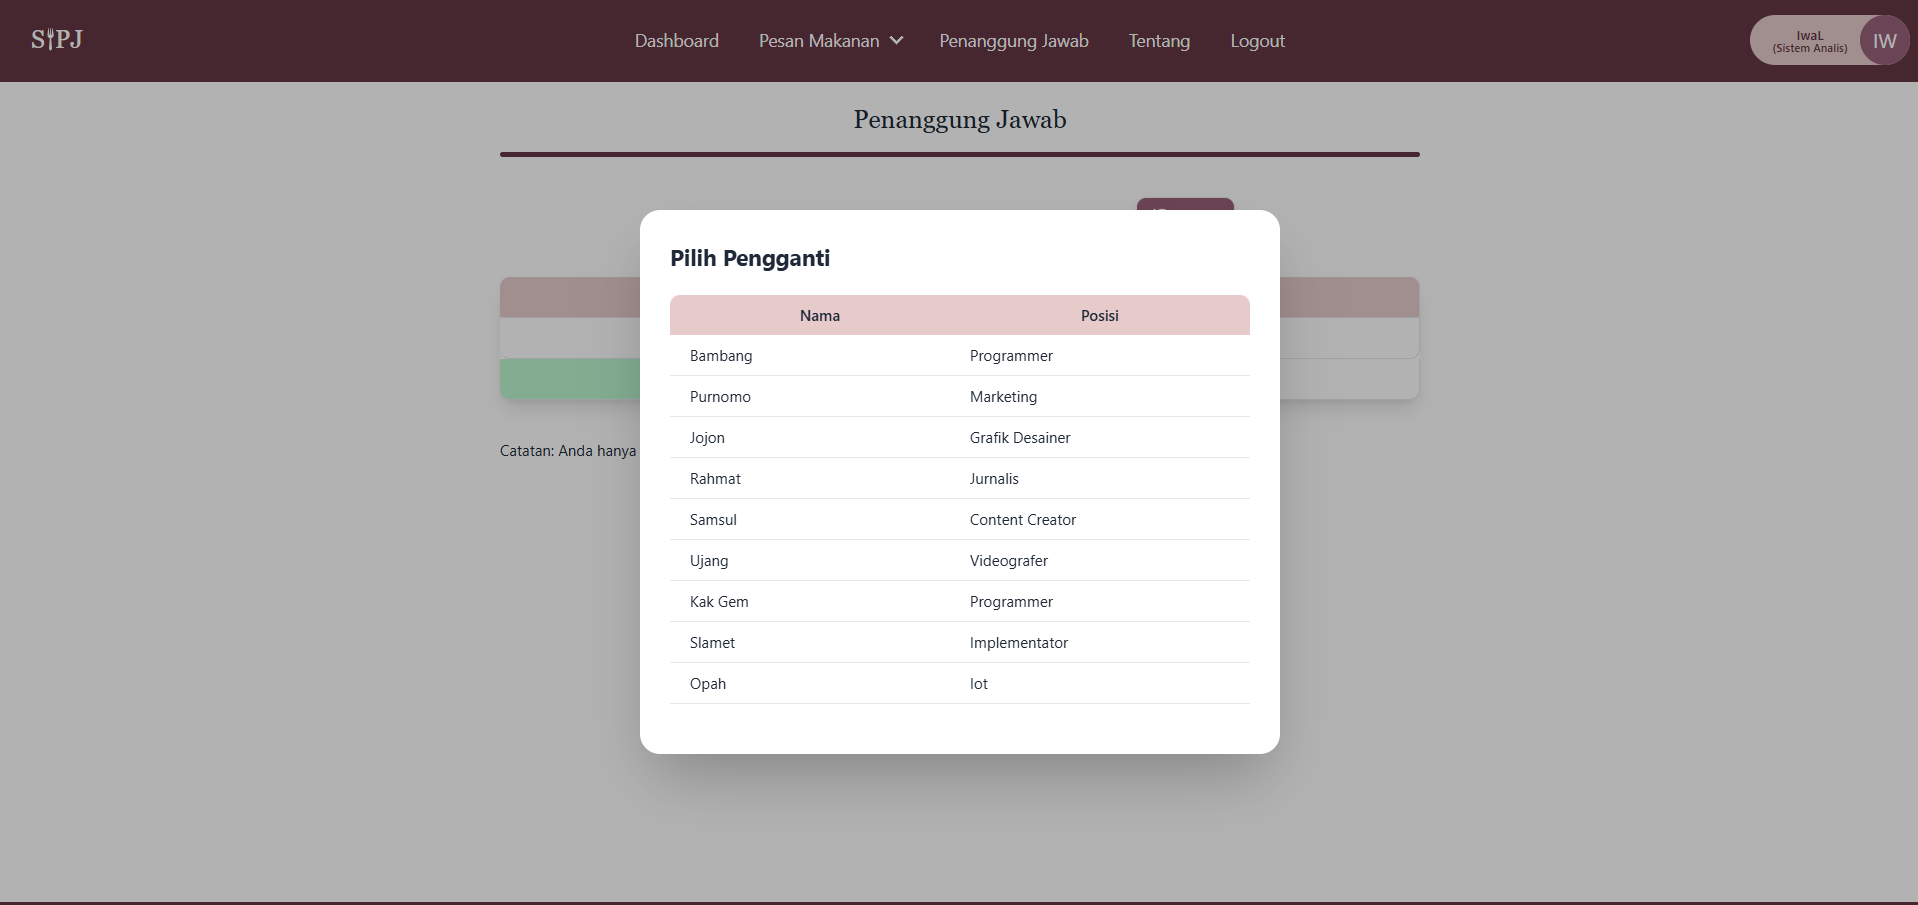 SIPJ
Dashboard Pesan Makanan Penanggung Jawab Tentang Logout
IwaL
(Sistem Analis)
IW
Penanggung Jawab
Pilih Pengganti
Nama Posisi
Bambang Programmer
Purnomo Marketing
Jojon Grafik Desainer
Rahmat Jurnalis
Samsul Content Creator
Ujang Videografer
Kak Gem Programmer
Slamet Implementator
Opah Iot
Catatan: Anda hanya